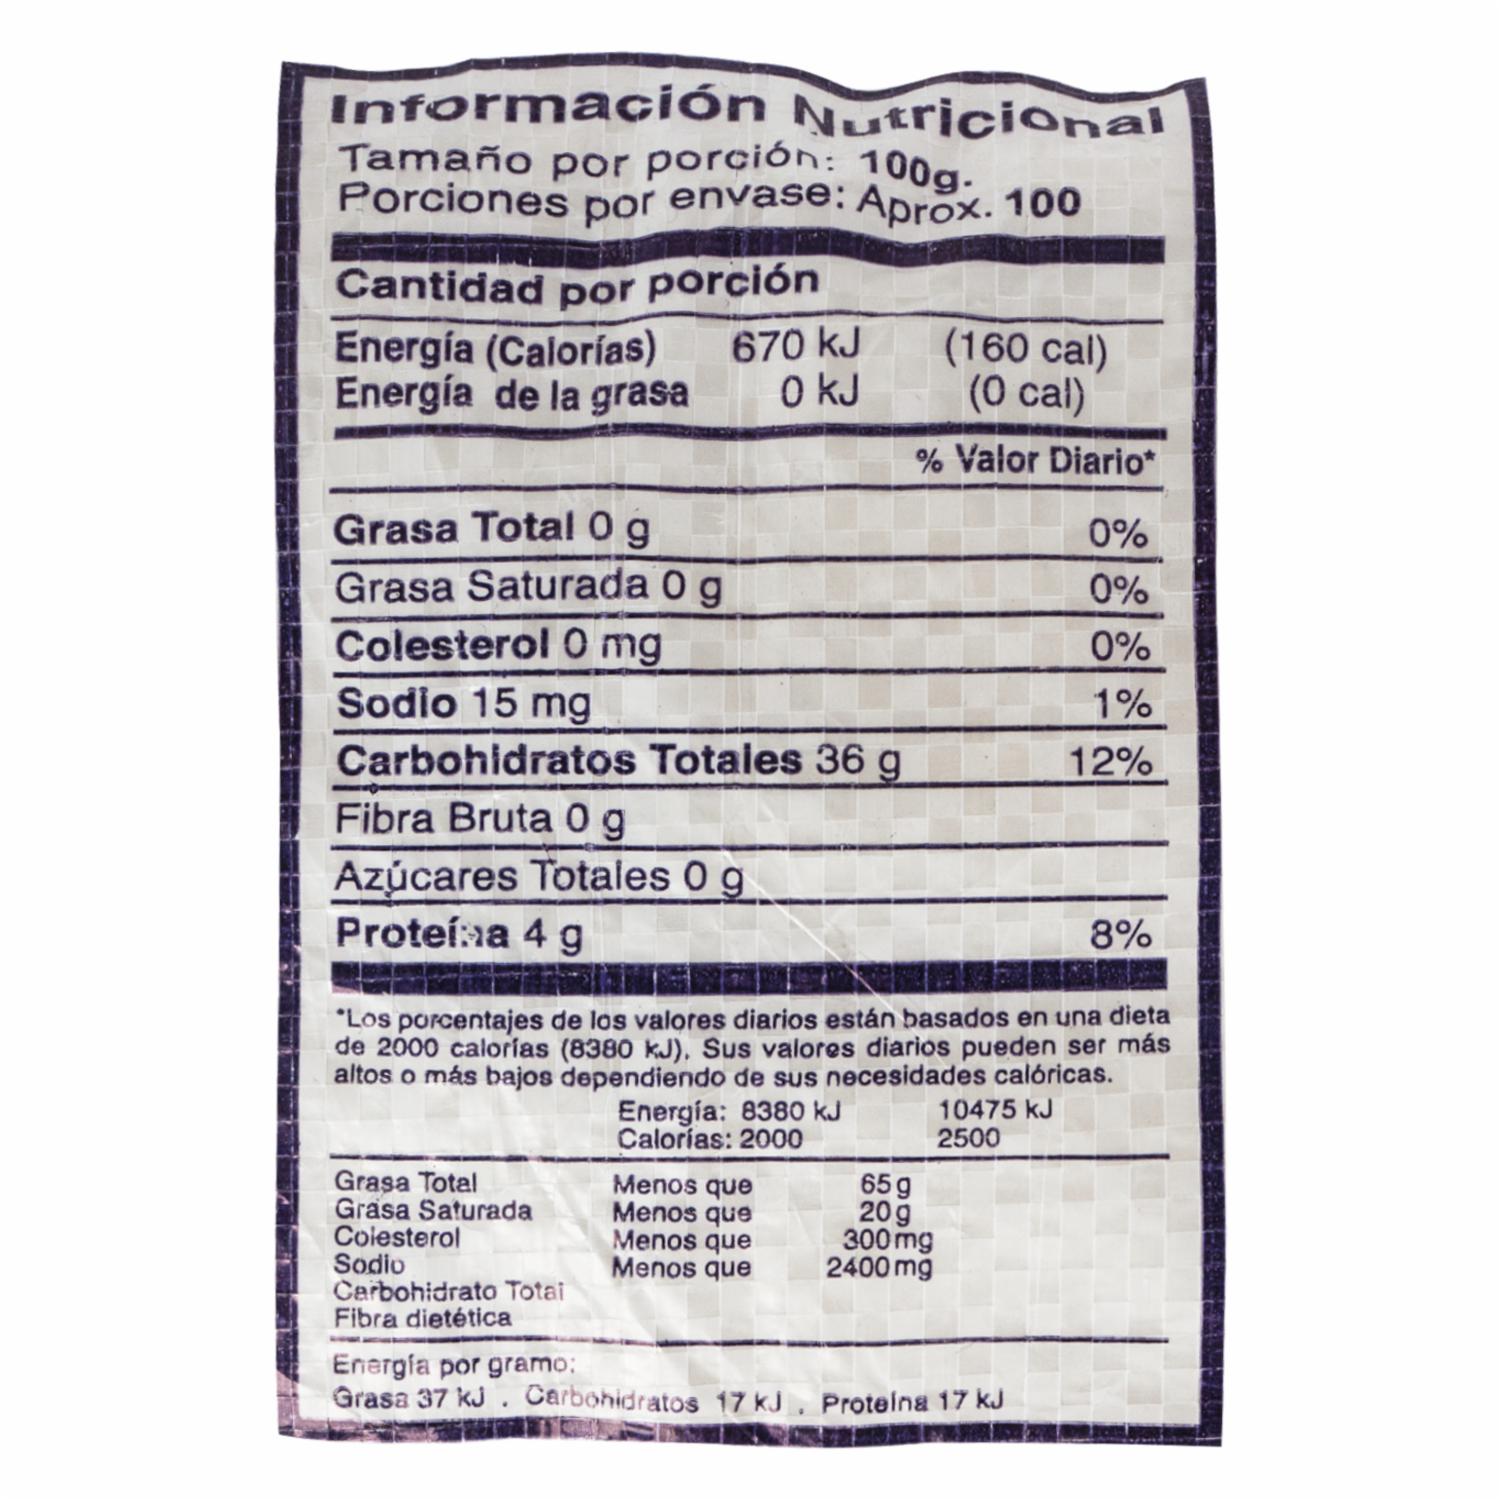 Información Nutricional
Tamaño por porción: 100g.
Porciones por envase: Aprox. 100
Cantidad por porción
Energía (Calorías) 670 kJ (160 cal)
Energía de la grasa 0 kJ (0 cal)
% Valor Diario*
Grasa Total 0 g 0%
Grasa Saturada 0 g 0%
Colesterol 0 mg 0%
Sodio 15 mg 1%
Carbohidratos Totales 36 g 12%
Fibra Bruta 0 g
Azúcares Totales 0 g
Proteína 4 g 8%
*Los porcentajes de los valores diarios están basados en una dieta
de 2000 calorías (8380 kJ). Sus valores diarios pueden ser más
altos o más bajos dependiendo de sus necesidades calóricas.
Energía: 8380 kJ 10475 kJ
Calorías: 2000 2500
Grasa Total Menos que 65 g
Grasa Saturada Menos que 20 g
Colesterol Menos que 300 mg
Sodio Menos que 2400 mg
Carbohidrato Total
Fibra dietética
Energía por gramo:
Grasa 37 kJ . Carbohidratos 17 kJ . Proteína 17 kJ